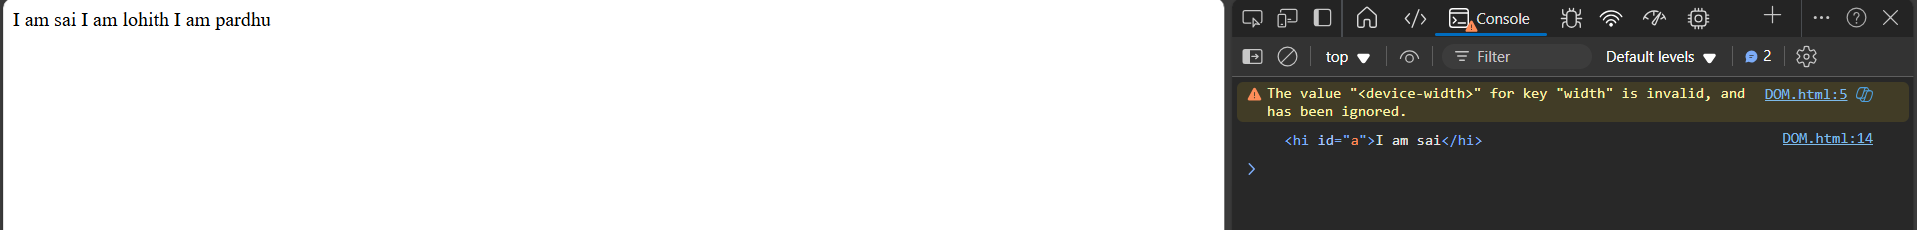 I am sai I am lohith I am pardhu
Console
top
Filter
Default levels
2
The value "<device-width>" for key "width" is invalid, and
has been ignored.
DOM.html:5
<hi id="a">I am sai</hi>
DOM.html:14